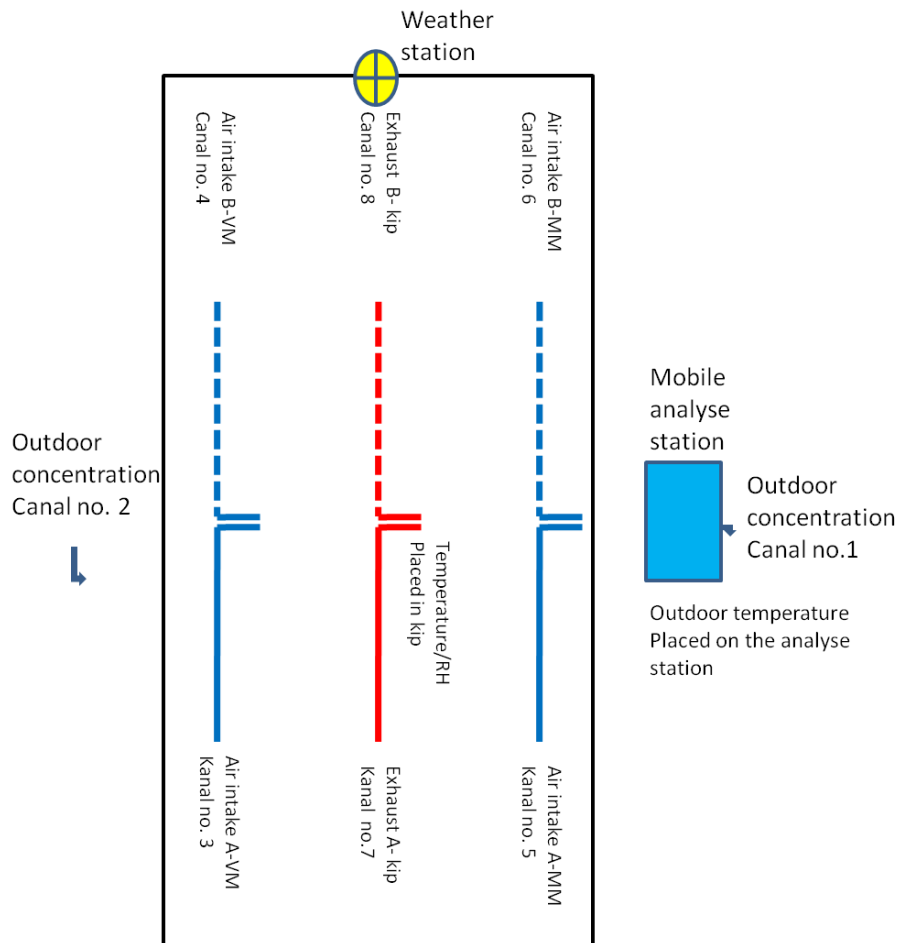 Weather
station
Air intake B-VM
Canal no. 4
Exhaust B- kip
Canal no. 8
Air intake B-MM
Canal no. 6
Mobile
analyse
station
Outdoor
concentration
Canal no. 2
Outdoor
concentration
Canal no.1
Temperature/RH
Placed in kip
Outdoor temperature
Placed on the analyse
station
Air intake A-VM
Kanal no. 3
Exhaust A- kip
Kanal no.7
Air intake A-MM
Kanal no. 5